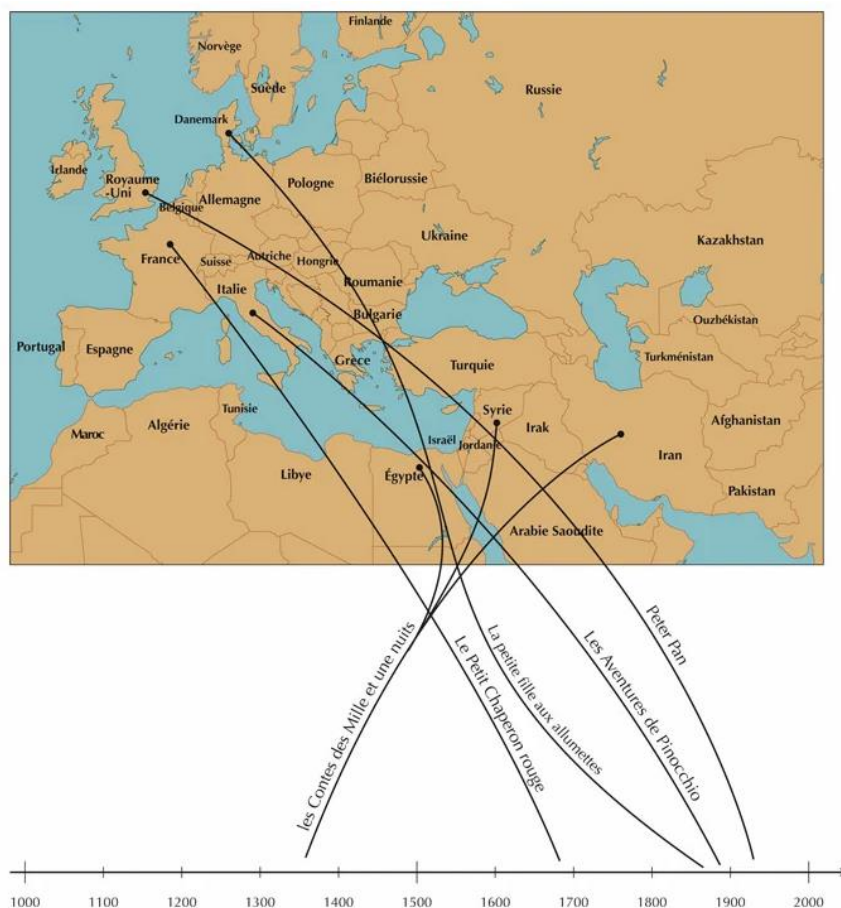 Finlande
Norvège
Suède
Russie
Danemark
Irlande
Royaume
-Uni
Belgique
Allemagne
Pologne
Biélorussie
Ukraine
Kazakhstan
France
Suisse
Autriche
Hongrie
Roumanie
Italie
Bulgarie
Ouzbékistan
Portugal
Espagne
Grèce
Turquie
Turkménistan
Maroc
Algérie
Tunisie
Syrie
Israël
Jordanie
Irak
Iran
Afghanistan
Libye
Égypte
Pakistan
Arabie Saoudite
les Contes des Mille et une nuits
Le Petit Chaperon rouge
La petite fille aux allumettes
Les Aventures de Pinocchio
Peter Pan
1000 1100 1200 1300 1400 1500 1600 1700 1800 1900 2000